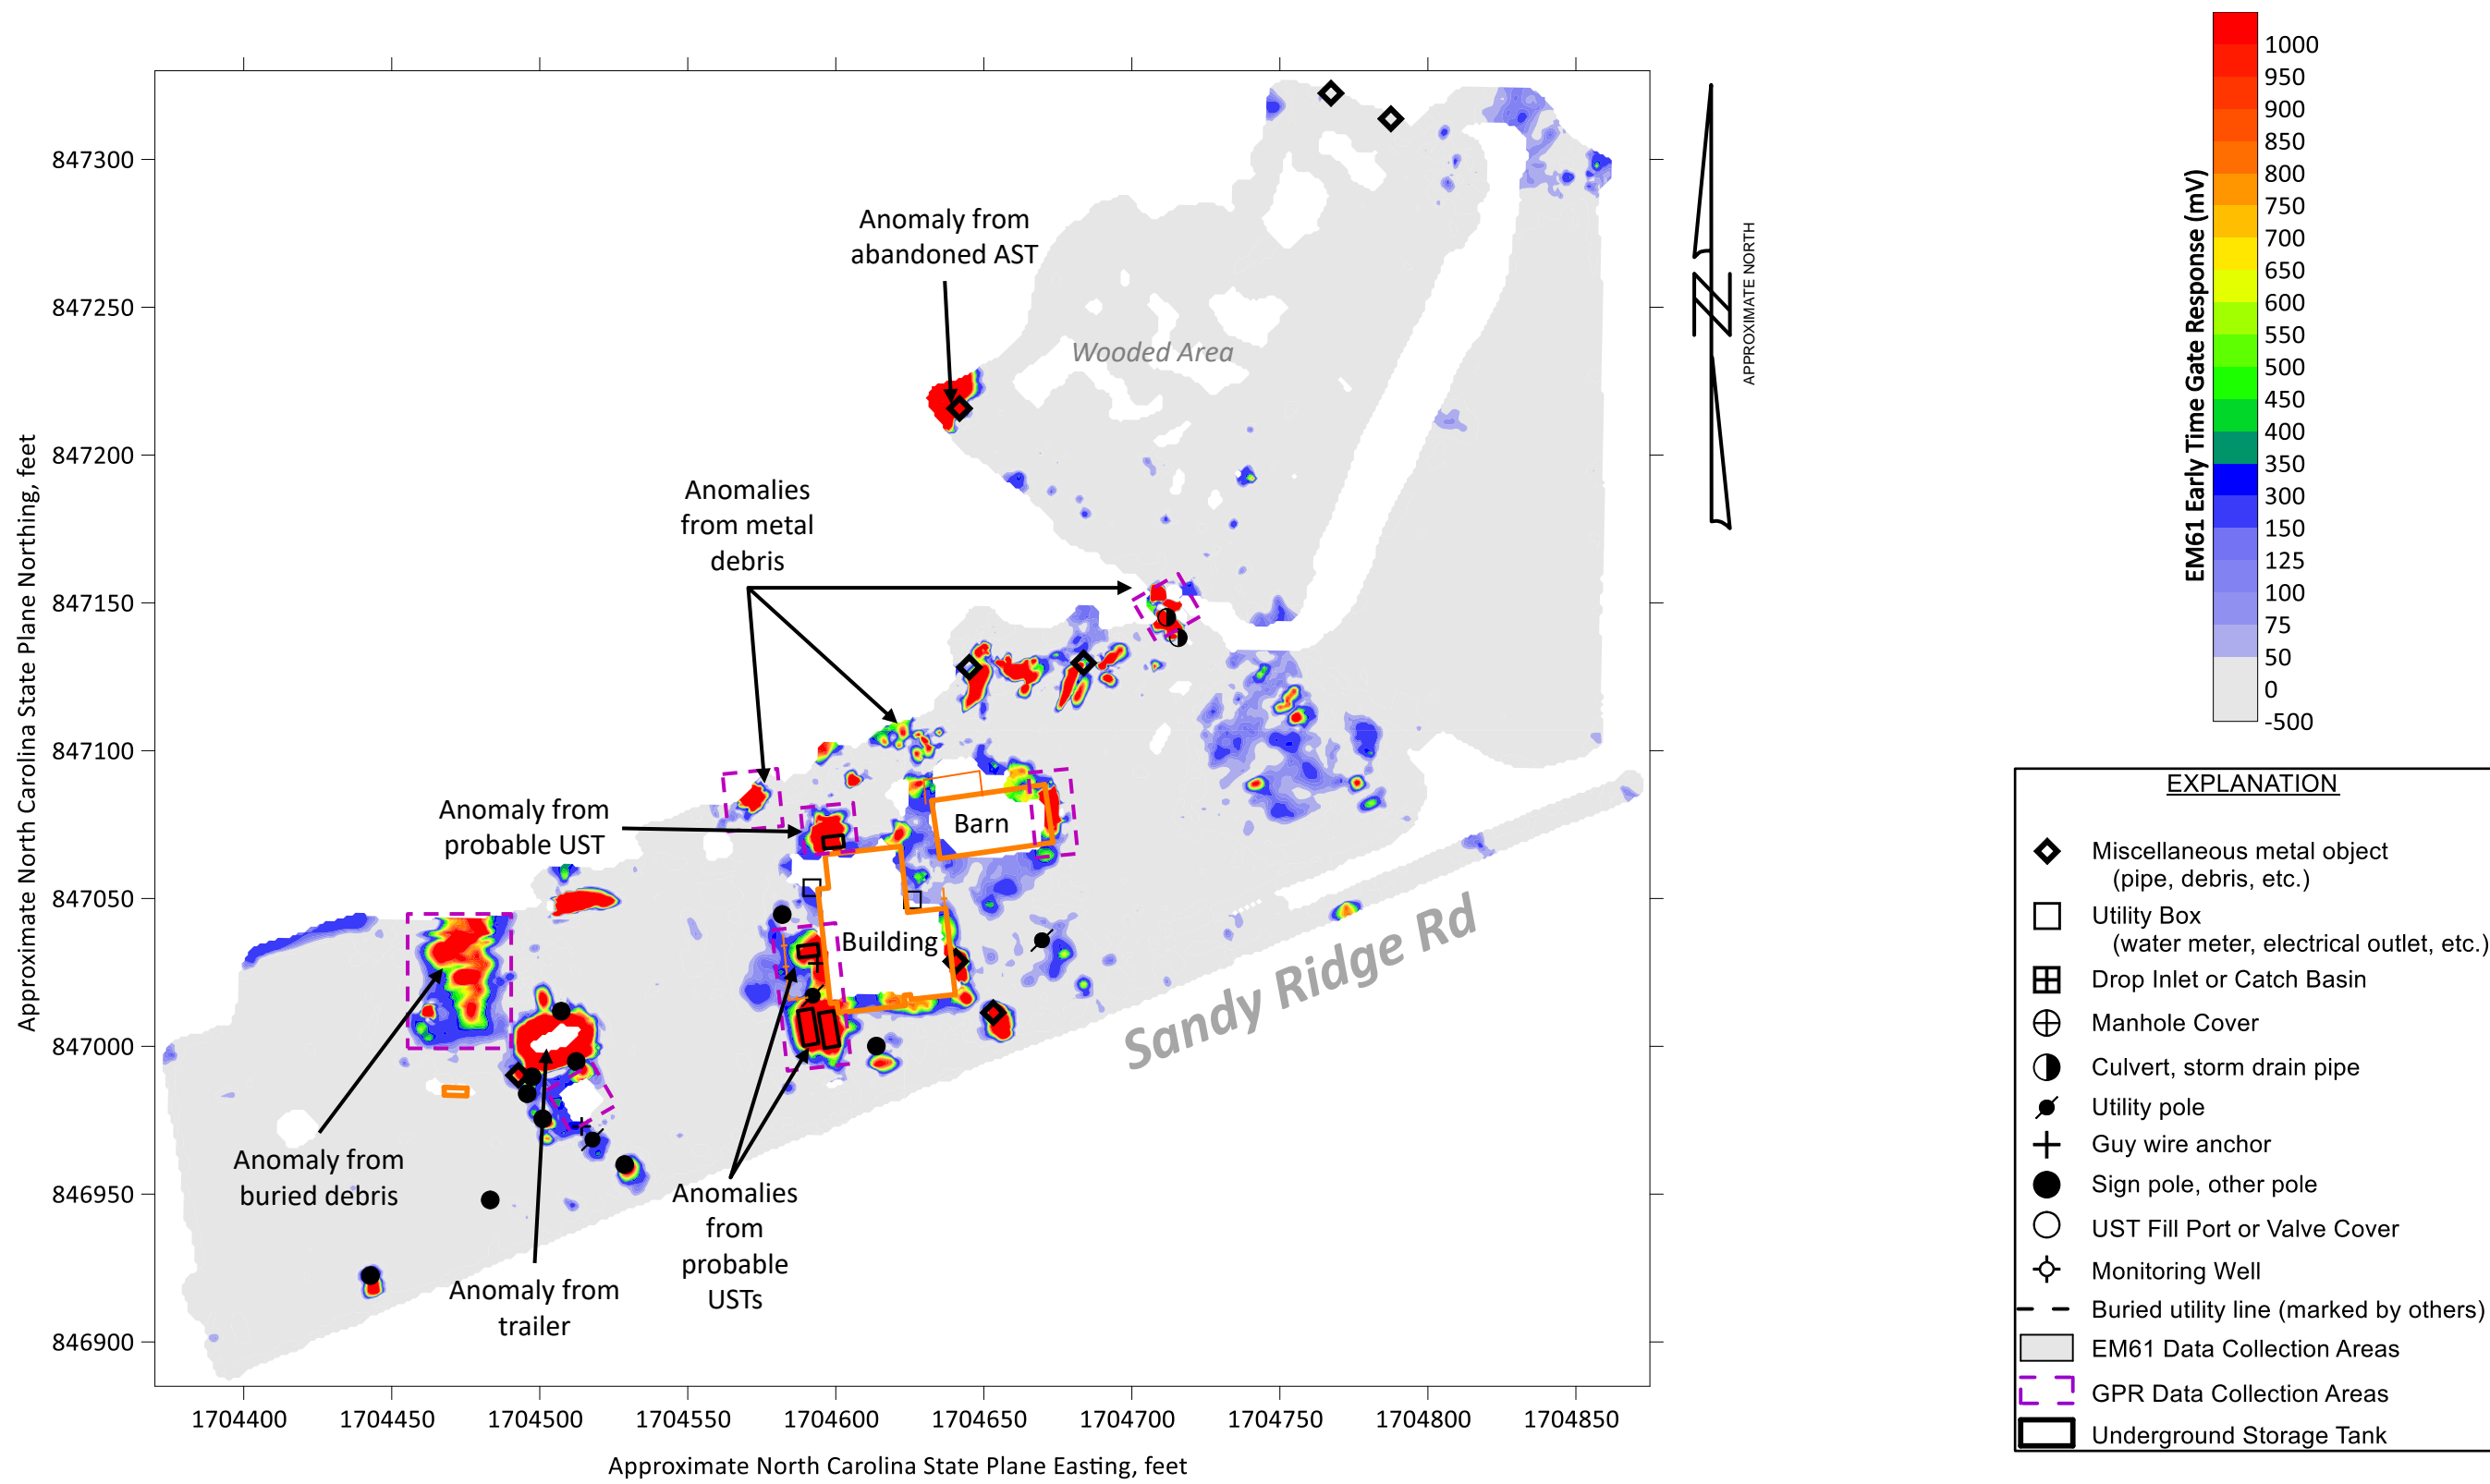 Anomaly from
abandoned AST
Wooded Area
Anomalies
from metal
debris
Anomaly from
probable UST
Barn
Building
Sandy Ridge Rd
Anomaly from
buried debris
Anomaly from
trailer
Anomalies
from
probable
USTs
Approximate North Carolina State Plane Northing, feet
847300
847250
847200
847150
847100
847050
847000
846950
846900
1704400
1704450
1704500
1704550
1704600
1704650
1704700
1704750
1704800
1704850
Approximate North Carolina State Plane Easting, feet
APPROXIMATE NORTH
N
EM61 Early Time Gate Response (mV)
1000
950
900
850
800
750
700
650
600
550
500
450
400
350
300
150
125
100
75
50
0
-500
EXPLANATION
Miscellaneous metal object
(pipe, debris, etc.)
Utility Box
(water meter, electrical outlet, etc.)
Drop Inlet or Catch Basin
Manhole Cover
Culvert, storm drain pipe
Utility pole
Guy wire anchor
Sign pole, other pole
UST Fill Port or Valve Cover
Monitoring Well
Buried utility line (marked by others)
EM61 Data Collection Areas
GPR Data Collection Areas
Underground Storage Tank